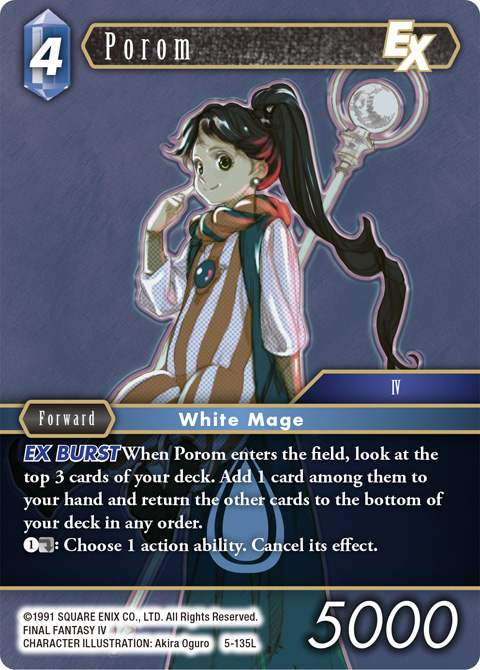 4
Porom
EX
IV
Forward
White Mage
EX BURST When Porom enters the field, look at the
top 3 cards of your deck. Add 1 card among them to
your hand and return the other cards to the bottom of
your deck in any order.
1: Choose 1 action ability. Cancel its effect.
©1991 SQUARE ENIX CO., LTD. All Rights Reserved.
FINAL FANTASY IV
CHARACTER ILLUSTRATION: Akira Oguro 5-135L
5000